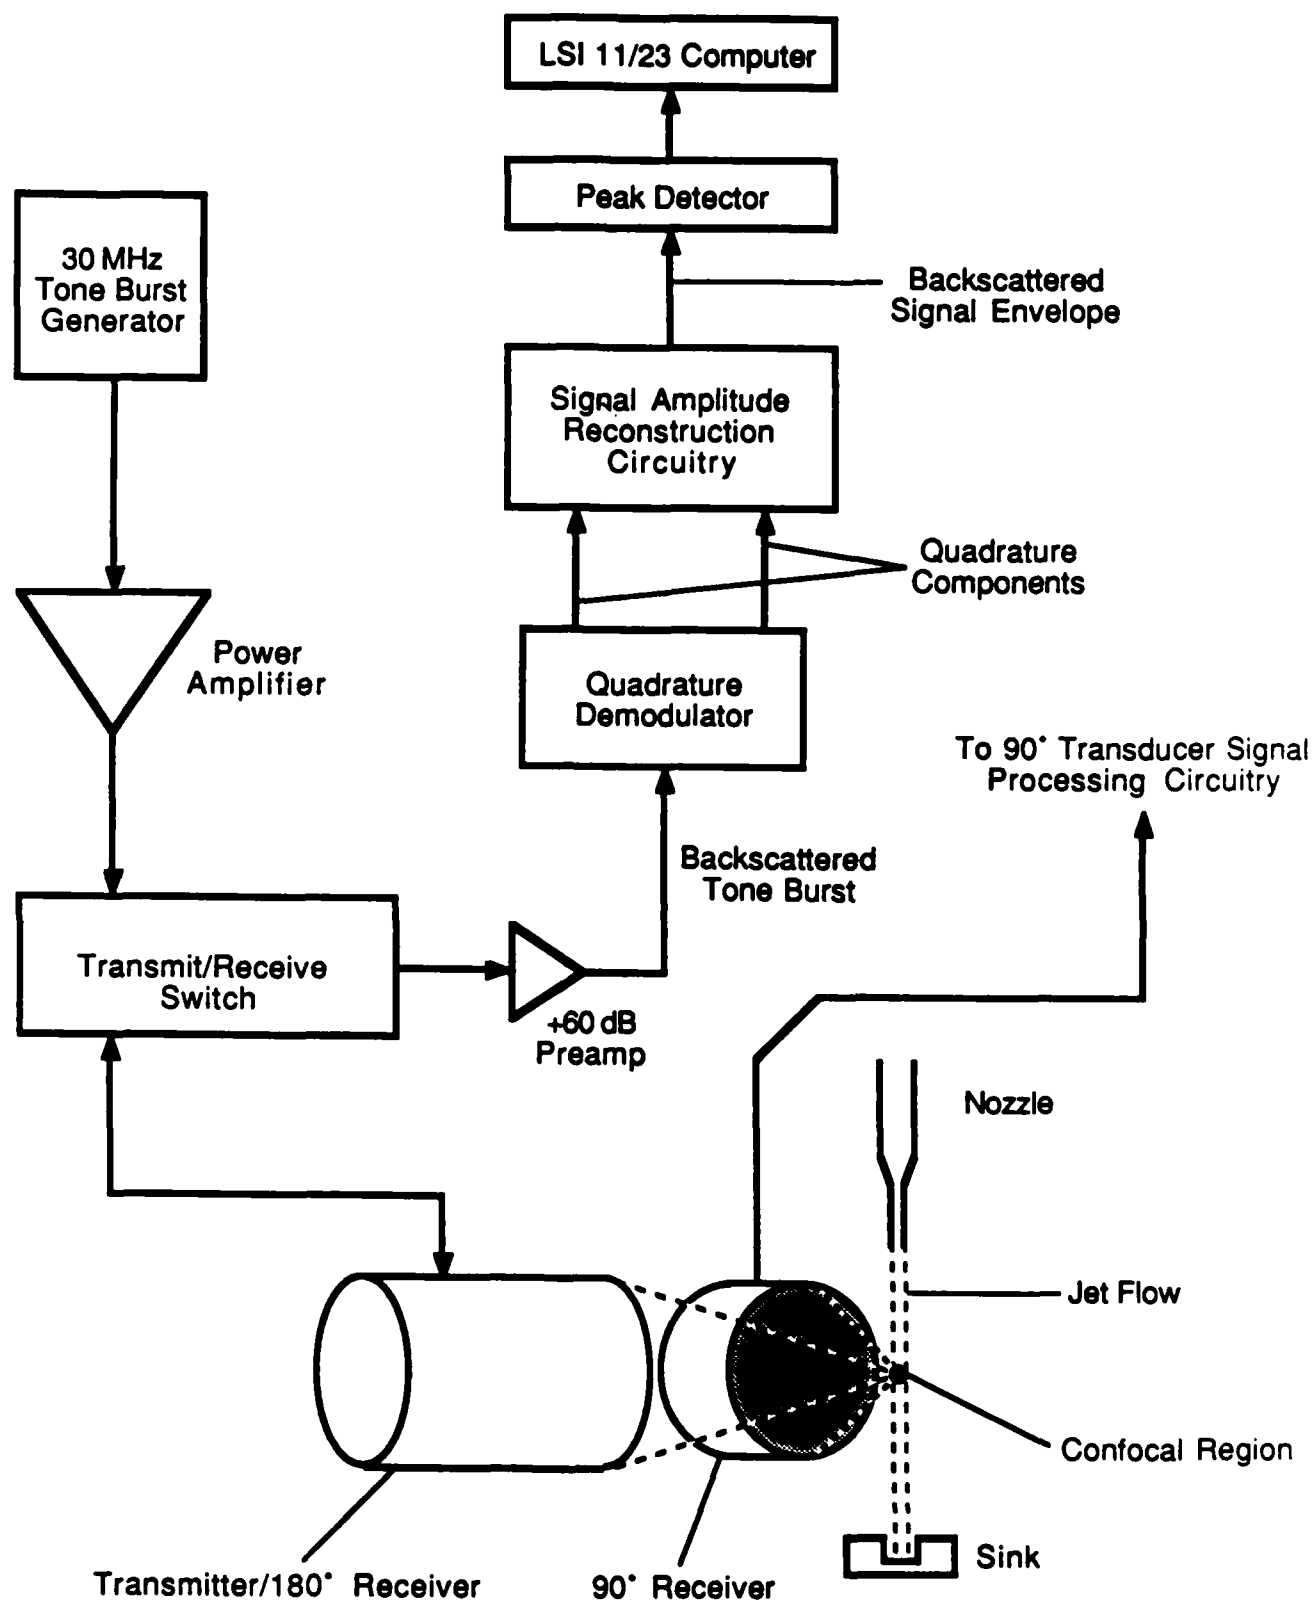 LSI 11/23 Computer
Peak Detector
30 MHz
Tone Burst
Generator
Backscattered
Signal Envelope
Signal Amplitude
Reconstruction
Circuitry
Quadrature
Components
Power
Amplifier
Quadrature
Demodulator
To 90° Transducer Signal
Processing Circuitry
Backscattered
Tone Burst
Transmit/Receive
Switch
+60 dB
Preamp
Nozzle
Jet Flow
Confocal Region
Sink
Transmitter/180° Receiver
90° Receiver